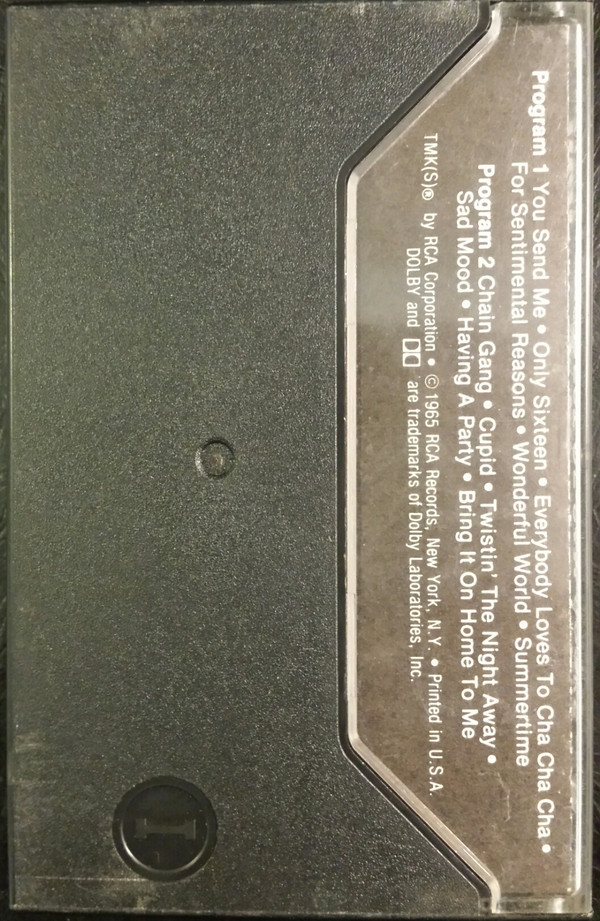 Program 1 You Send Me • Only Sixteen • Everybody Loves To Cha Cha Cha •
For Sentimental Reasons • Wonderful World • Summertime
Program 2 Chain Gang • Cupid • Twistin' The Night Away •
Sad Mood • Having A Party • Bring It On Home To Me
TMK(S)® by RCA Corporation • © 1965 RCA Records, New York, N.Y. • Printed in U.S.A.
DOLBY and are trademarks of Dolby Laboratories, Inc.
I